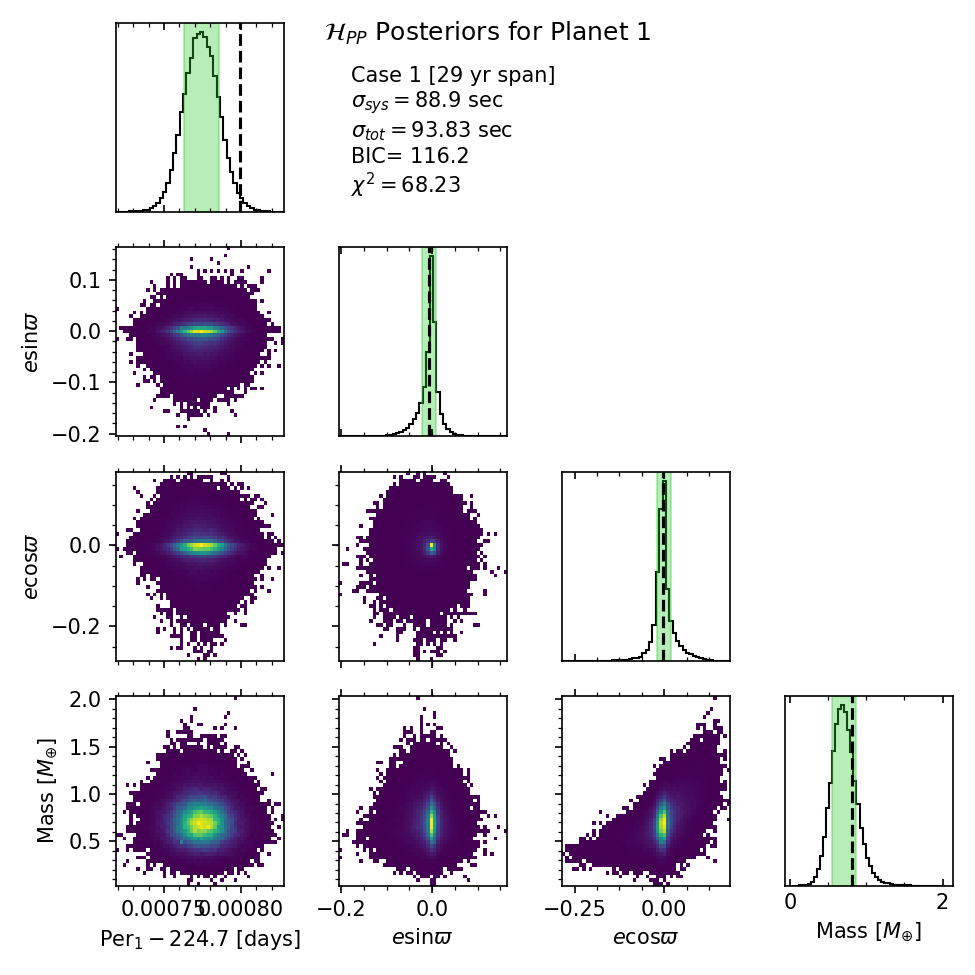 𝓗_PP Posteriors for Planet 1
Case 1 [29 yr span]
σ_sys = 88.9 sec
σ_tot = 93.83 sec
BIC= 116.2
χ² = 68.23
0.1
0.0
−0.1
−0.2
esinϖ
0.0
−0.2
ecosϖ
2.0
1.5
1.0
0.5
Mass [M⊕]
0.00075 0.00080
−0.2 0.0
−0.25 0.00
0 2
Per₁ − 224.7 [days]
esinϖ
ecosϖ
Mass [M⊕]